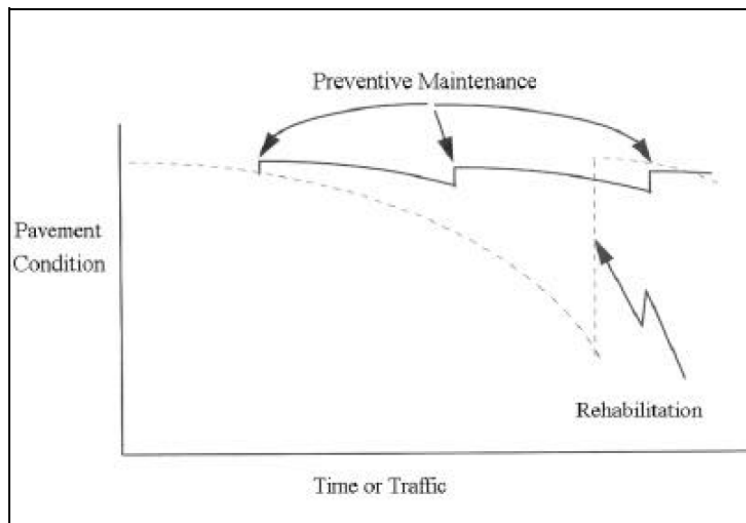 Preventive Maintenance
Pavement
Condition
Rehabilitation
Time or Traffic